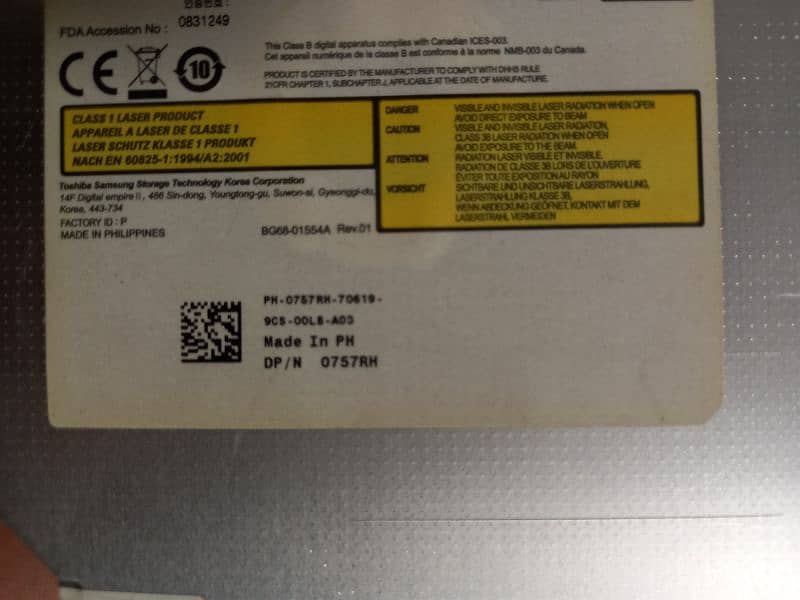 인증번호 :
FDA Accession No : 0831249
This Class B digital apparatus complies with Canadian ICES-003.
Cet appareil numérique de la classe B est conforme à la norme NMB-003 du Canada.
CE
10
PRODUCT IS CERTIFIED BY THE MANUFACTURER TO COMPLY WITH DHHS RULE
21CFR CHAPTER 1, SUBCHAPTER J, APPLICABLE AT THE DATE OF MANUFACTURE.
CLASS 1 LASER PRODUCT
APPAREIL A LASER DE CLASSE 1
LASER SCHUTZ KLASSE 1 PRODUKT
NACH EN 60825-1:1994/A2:2001
DANGER VISIBLE AND INVISIBLE LASER RADIATION WHEN OPEN
AVOID DIRECT EXPOSURE TO BEAM
CAUTION VISIBLE AND INVISIBLE LASER RADIATION,
CLASS 3B LASER RADIATION WHEN OPEN
AVOID EXPOSURE TO THE BEAM.
ATTENTION RADIATION LASER VISIBLE ET INVISIBLE,
RADIATION DE CLASSE 3B LORS DE L'OUVERTURE
ÉVITER TOUTE EXPOSITION AU RAYON
VORSICHT SICHTBARE UND UNSICHTBARE LASERSTRAHLUNG,
LASERSTRAHLUNG KLASSE 3B,
WENN ABDECKUNG GEÖFFNET, KONTAKT MIT DEM
LASERSTRAHL VERMEIDEN
Toshiba Samsung Storage Technology Korea Corporation
14F Digital empire II, 486 Sin-dong, Youngtong-gu, Suwon-si, Gyeonggi-do,
Korea, 443-734
FACTORY ID : P
MADE IN PHILIPPINES
BG68-01554A Rev.01
PH-0757RH-70619-
9CS-00L8-A03
Made In PH
DP/N 0757RH